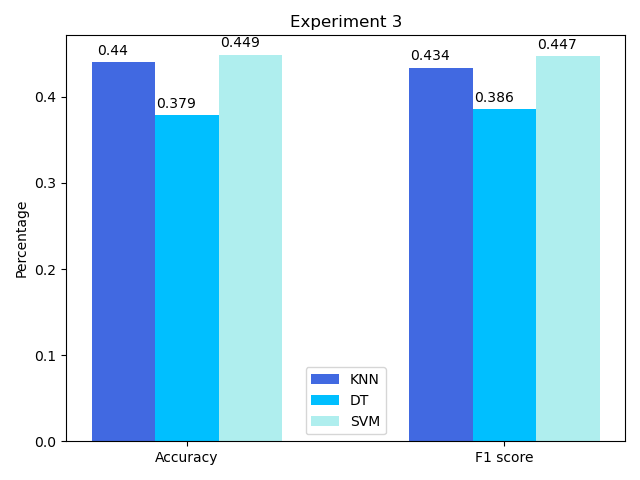 Experiment 3
0.44
0.379
0.449
0.434
0.386
0.447
Percentage
0.4
0.3
0.2
0.1
0.0
KNN
DT
SVM
Accuracy
F1 score